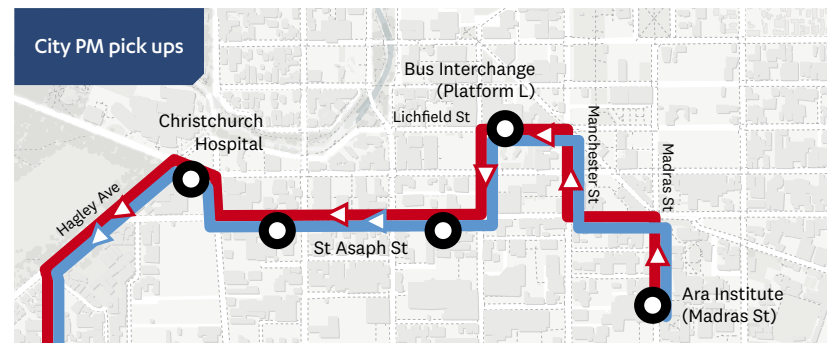 City PM pick ups
Bus Interchange
(Platform L)
Lichfield St
Christchurch
Hospital
Manchester St
Madras St
Hagley Ave
St Asaph St
Ara Institute
(Madras St)